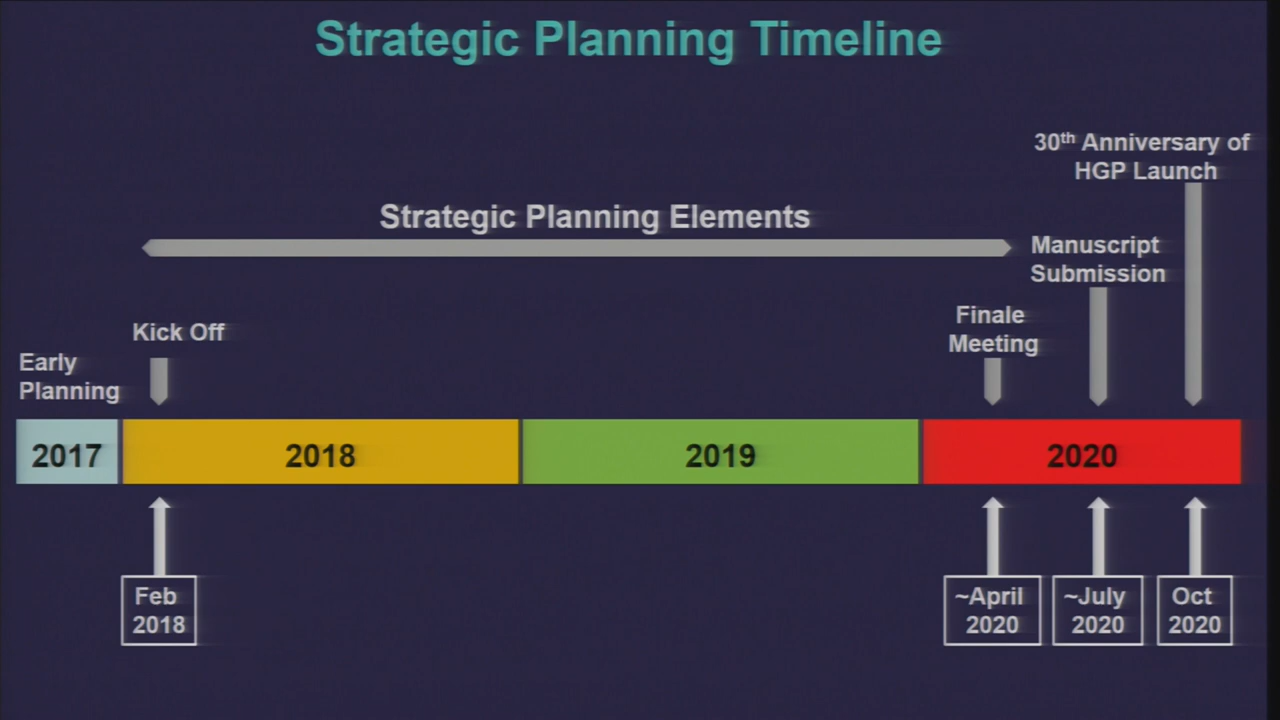 Strategic Planning Timeline
30th Anniversary of
HGP Launch
Strategic Planning Elements
Manuscript
Submission
Finale
Meeting
Kick Off
Early
Planning
2017
2018
2019
2020
Feb
2018
~April
2020
~July
2020
Oct
2020